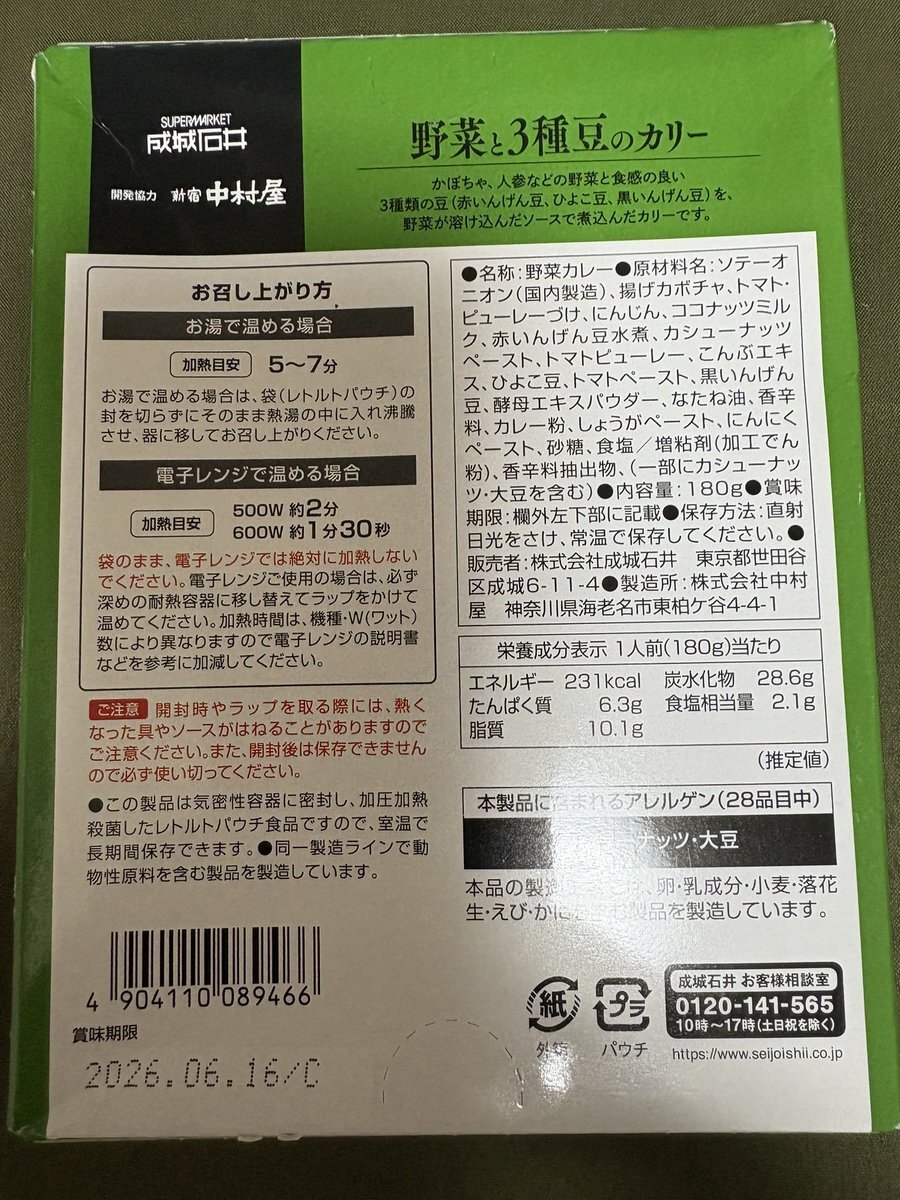 SUPERMARKET
成城石井
開発協力 新宿 中村屋
野菜と3種豆のカリー
かぼちゃ、人参などの野菜と食感の良い
3種類の豆（赤いんげん豆、ひよこ豆、黒いんげん豆）を、
野菜が溶け込んだソースで煮込んだカリーです。
お召し上がり方
お湯で温める場合
加熱目安 5〜7分
お湯で温める場合は、袋（レトルトパウチ）の
封を切らずにそのまま熱湯の中に入れ沸騰
させ、器に移してお召し上がりください。
電子レンジで温める場合
加熱目安 500W 約2分
600W 約1分30秒
袋のまま、電子レンジでは絶対に加熱しない
でください。電子レンジご使用の場合は、必ず
深めの耐熱容器に移し替えてラップをかけて
温めてください。加熱時間は、機種・W（ワット）
数により異なりますので電子レンジの説明書
などを参考に加減してください。
ご注意 開封時やラップを取る際には、熱く
なった具やソースがはねることがありますので
ご注意ください。また、開封後は保存できません
ので必ず使い切ってください。
●この製品は気密性容器に密封し、加圧加熱
殺菌したレトルトパウチ食品ですので、室温で
長期間保存できます。●同一製造ラインで動
物性原料を含む製品を製造しています。
4 904110 089466
賞味期限
2026.06.16/C
●名称：野菜カレー●原材料名：ソテーオ
ニオン（国内製造）、揚げカボチャ、トマト・
ピューレーづけ、にんじん、ココナッツミル
ク、赤いんげん豆水煮、カシューナッツ
ペースト、トマトピューレー、こんぶエキ
ス、ひよこ豆、トマトペースト、黒いんげん
豆、酵母エキスパウダー、なたね油、香辛
料、カレー粉、しょうがペースト、にんにく
ペースト、砂糖、食塩／増粘剤（加工でん
粉）、香辛料抽出物、（一部にカシューナッ
ツ・大豆を含む）●内容量：180g●賞味
期限：欄外左下部に記載●保存方法：直射
日光をさけ、常温で保存してください。●
販売者：株式会社成城石井 東京都世田谷
区成城6-11-4●製造所：株式会社中村
屋 神奈川県海老名市東柏ケ谷4-4-1
栄養成分表示 1人前（180g）当たり
エネルギー 231kcal 炭水化物 28.6g
たんぱく質 6.3g 食塩相当量 2.1g
脂質 10.1g
（推定値）
本製品に含まれるアレルゲン（28品目中）
ナッツ・大豆
本品の製造 卵・乳成分・小麦・落花
生・えび・かに 製品を製造しています。
紙
外箱
プラ
パウチ
成城石井 お客様相談室
0120-141-565
10時〜17時（土日祝を除く）
https://www.seijoishii.co.jp